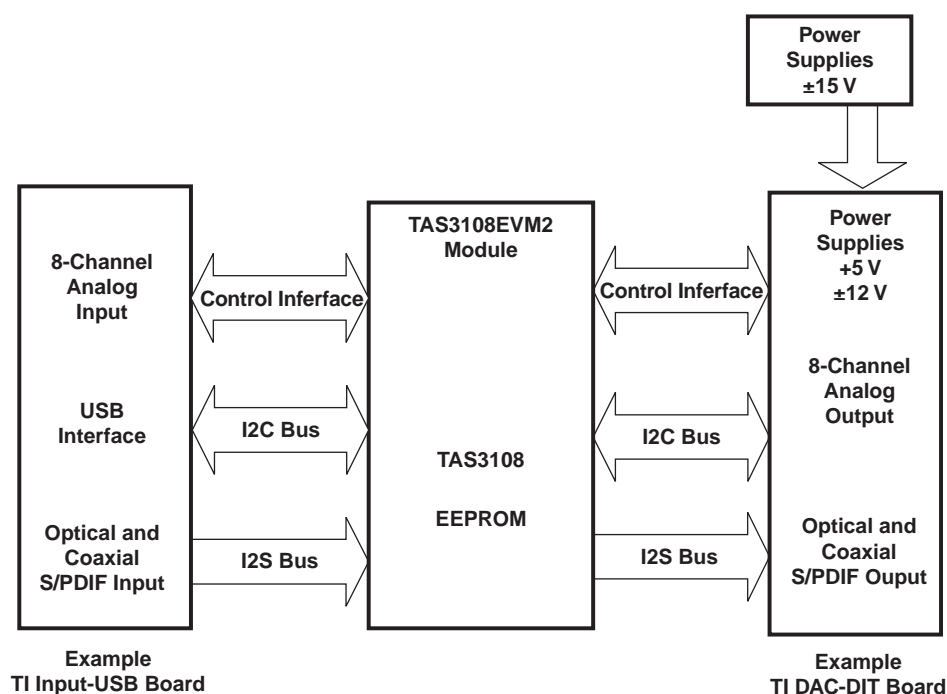 Power
Supplies
±15 V
8-Channel
Analog
Input
USB
Interface
Optical and
Coaxial
S/PDIF Input
Example
TI Input-USB Board
Control Inferface
I2C Bus
I2S Bus
TAS3108EVM2
Module
TAS3108
EEPROM
Control Inferface
I2C Bus
I2S Bus
Power
Supplies
+5 V
±12 V
8-Channel
Analog
Output
Optical and
Coaxial
S/PDIF Ouput
Example
TI DAC-DIT Board